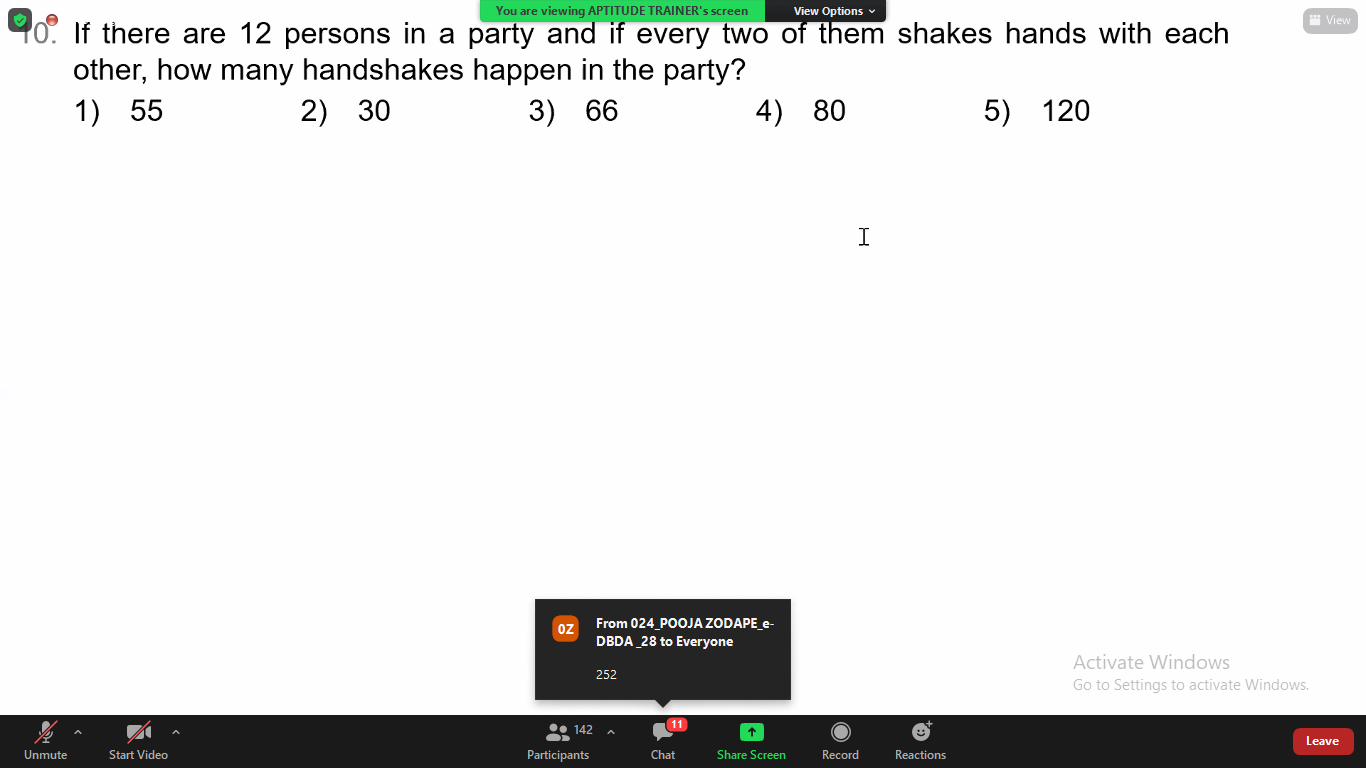 You are viewing APTITUDE TRAINER's screen
View Options
View
10. If there are 12 persons in a party and if every two of them shakes hands with each
other, how many handshakes happen in the party?
1) 55 2) 30 3) 66 4) 80 5) 120
0Z
From 024_POOJA ZODAPE_e-
DBDA _28 to Everyone
252
Activate Windows
Go to Settings to activate Windows.
142
11
Unmute
Start Video
Participants
Chat
Share Screen
Record
Reactions
Leave